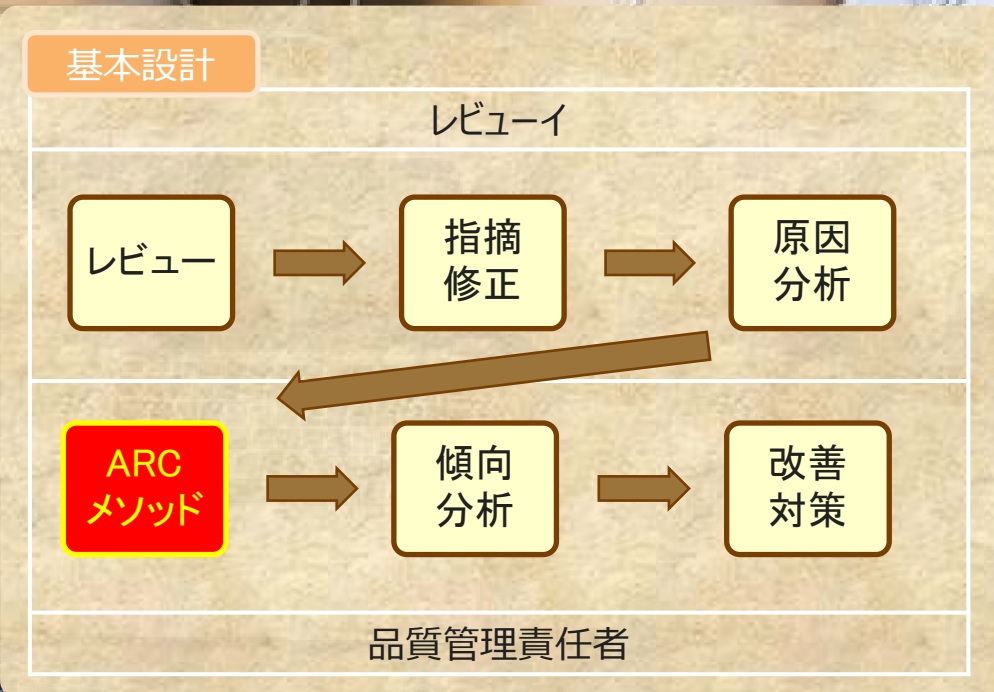 基本設計
レビューイ
レビュー
指摘
修正
原因
分析
ARC
メソッド
傾向
分析
改善
対策
品質管理責任者